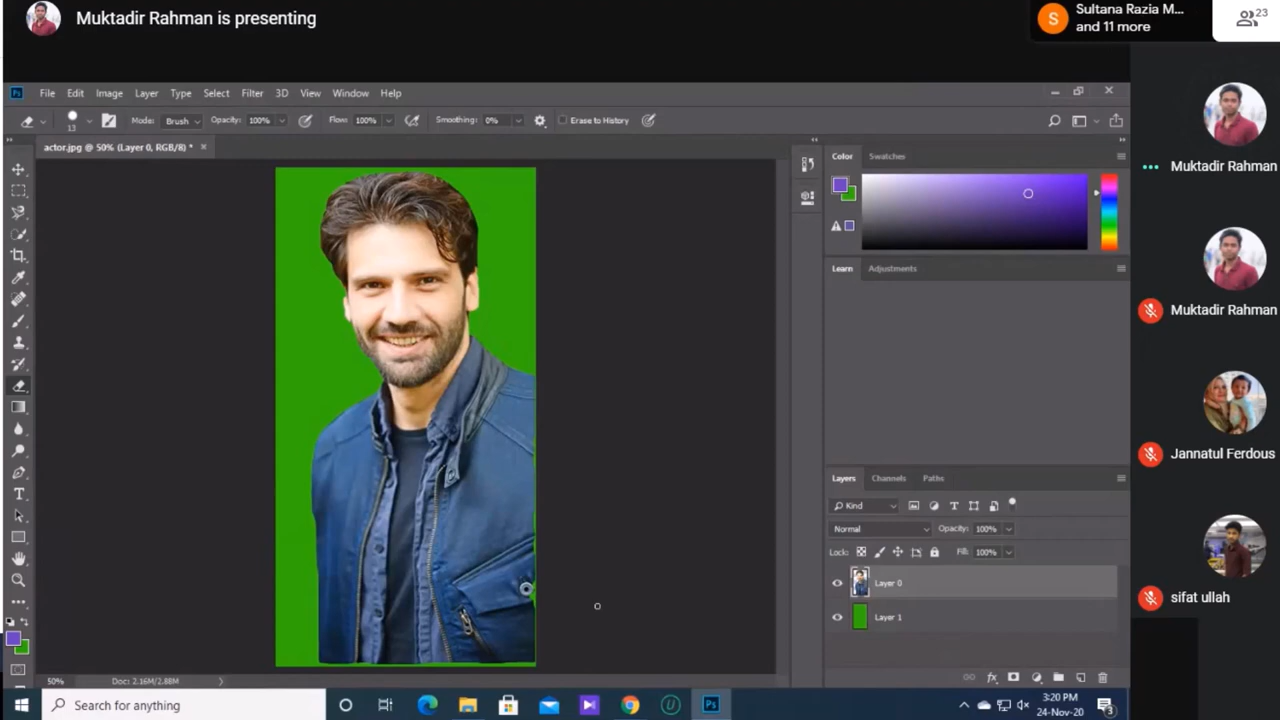 Muktadir Rahman is presenting
S
Sultana Razia M...
and 11 more
23
Ps
File Edit Image Layer Type Select Filter 3D View Window Help
13
Mode: Brush
Opacity: 100%
Flow: 100%
Smoothing: 0%
Erase to History
actor.jpg @ 50% (Layer 0, RGB/8) *
Color
Swatches
Learn
Adjustments
Layers
Channels
Paths
Kind
Normal
Opacity: 100%
Lock:
Fill: 100%
Layer 0
Layer 1
50%
Doc: 2.16M/2.88M
Muktadir Rahman
Muktadir Rahman
Jannatul Ferdous
sifat ullah
Search for anything
Ps
3:20 PM
24-Nov-20
3